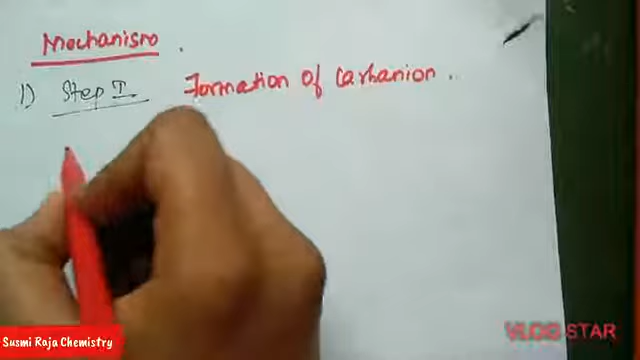 Mechanism.
1) Step I. Formation of Carbanion.
VLOG STAR
Susmi Raja Chemistry